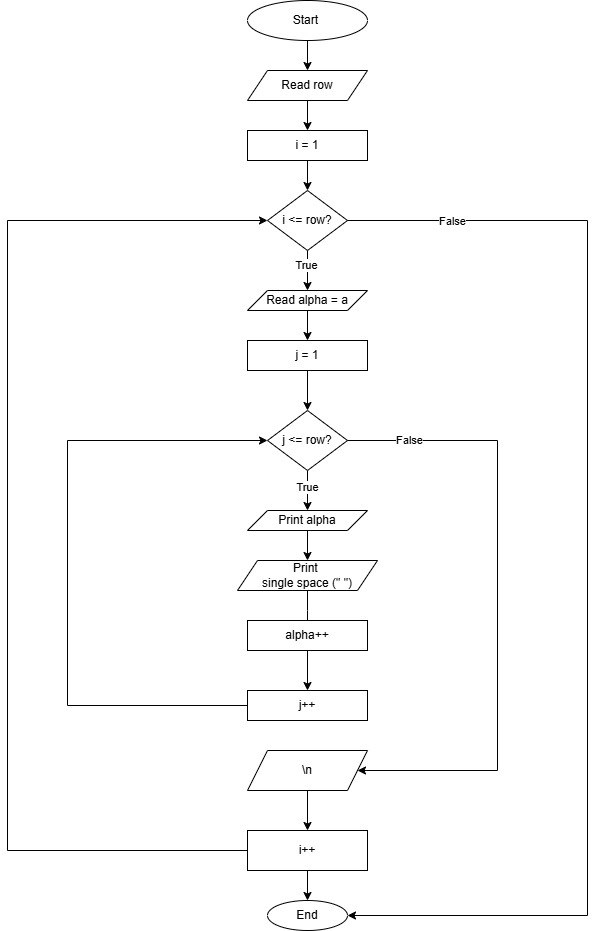 Start
Read row
i = 1
i <= row?
False
True
Read alpha = a
j = 1
j <= row?
False
True
Print alpha
Print
single space (" ")
alpha++
j++
\n
i++
End